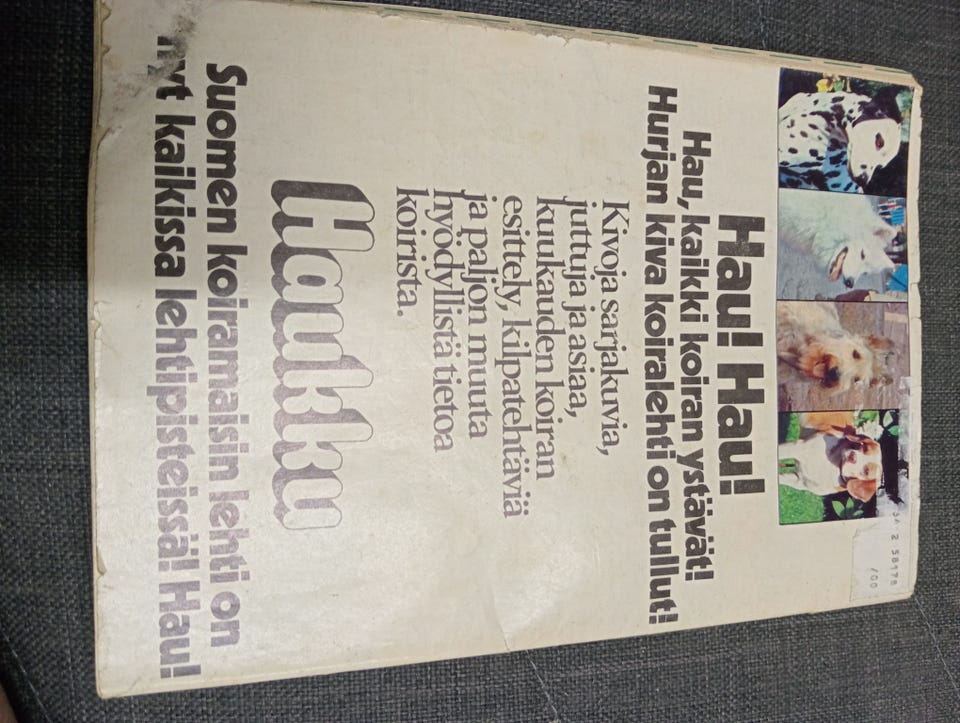 Hau! Hau!
Hau, kaikki koiran ystävät!
Hurjan kiva koiralehti on tullut!
Kivoja sarjakuvia,
juttuja ja asiaa,
kuukauden koiran
esittely, kilpatehtäviä
ja paljon muuta
hyödyllistä tietoa
koirista.
Haukku
Suomen koiramaisin lehti on
nyt kaikissa lehtipisteissä! Hau!